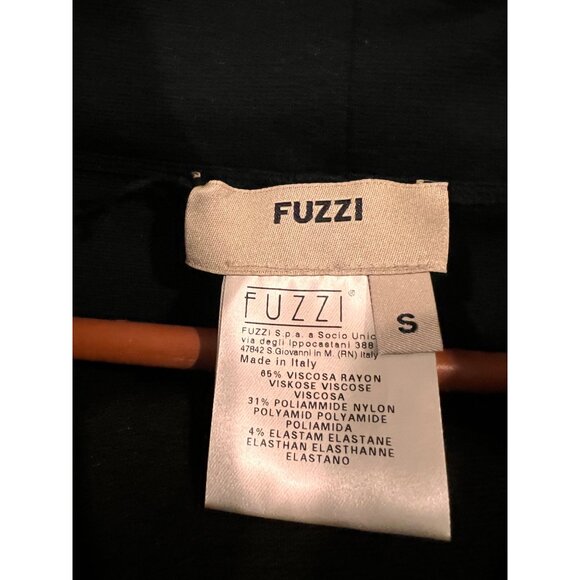 FUZZI
FUZZI®
S
FUZZI S.p.a. a Socio Unic
via degli Ippocastani 388
47842 S.Giovanni in M. (RN) Italy
Made in Italy
65% VISCOSA RAYON
VISKOSE VISCOSE
VISCOSA
31% POLIAMMIDE NYLON
POLYAMID POLYAMIDE
POLIAMIDA
4% ELASTAM ELASTANE
ELASTHAN ELASTHANNE
ELASTANO